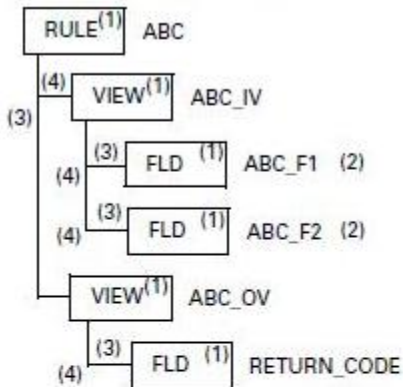 RULE(1) ABC
(4) VIEW(1) ABC_IV
(3)
(3) FLD (1) ABC_F1 (2)
(4)
(3) FLD (1) ABC_F2 (2)
(4)
VIEW(1) ABC_OV
(3) FLD (1) RETURN_CODE
(4)